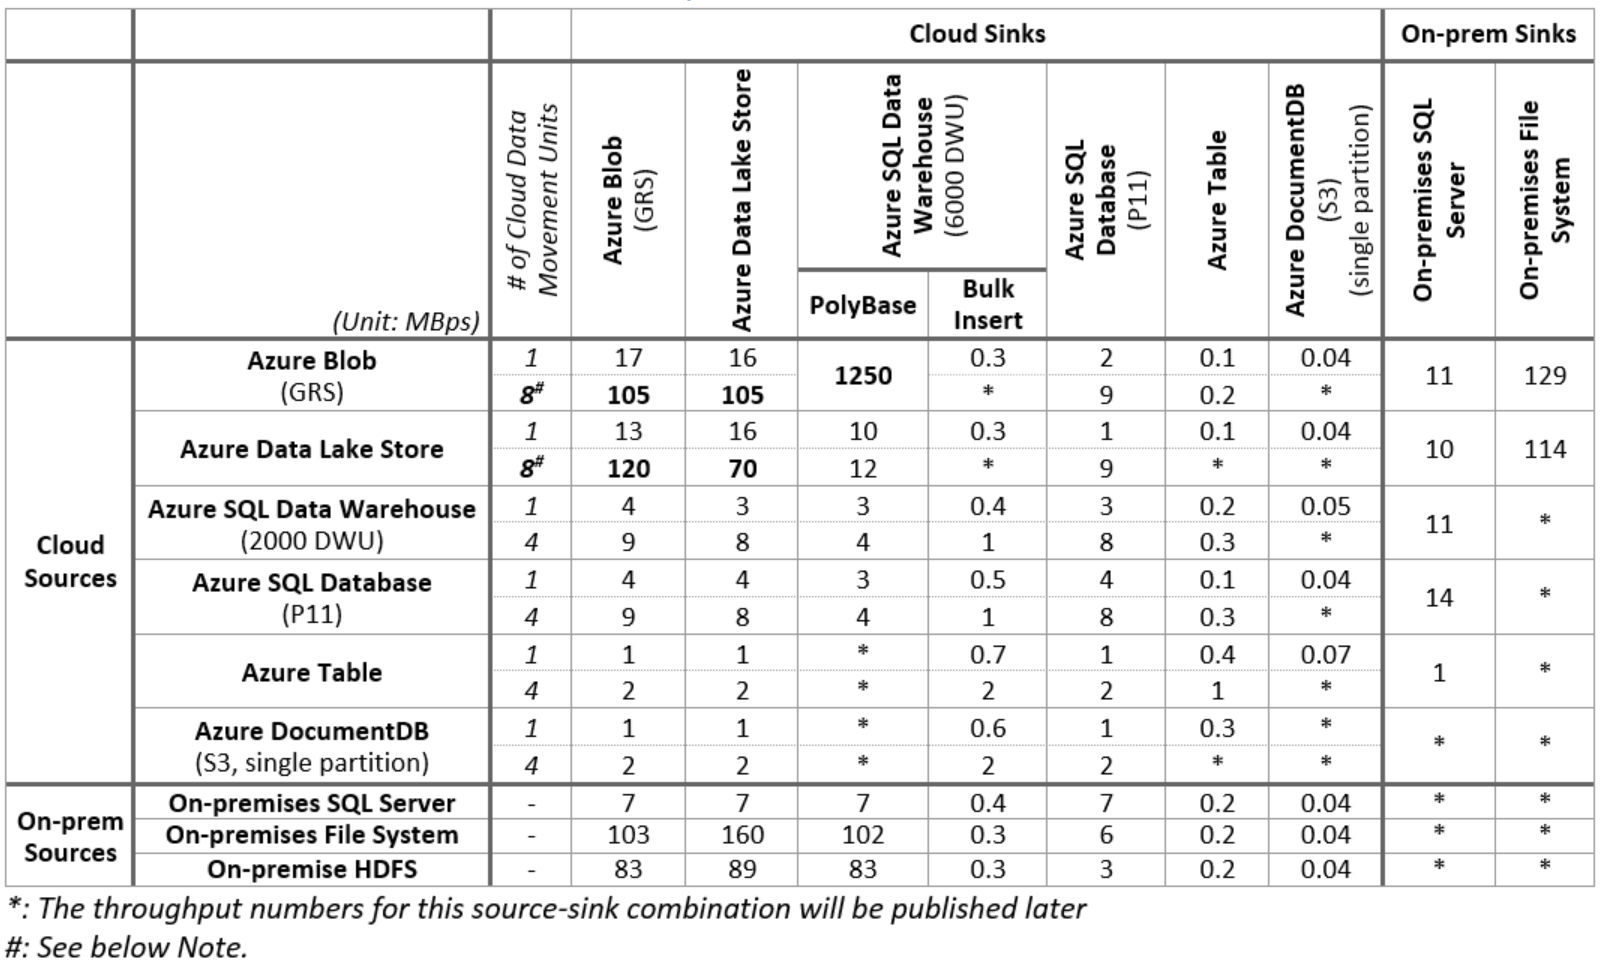 Cloud Sinks On-prem Sinks
(Unit: MBps)
# of Cloud Data
Movement Units
Azure Blob
(GRS)
Azure Data Lake Store
Azure SQL Data
Warehouse
(6000 DWU)
PolyBase
Bulk
Insert
Azure SQL
Database
(P11)
Azure Table
Azure DocumentDB
(S3)
(single partition)
On-premises SQL
Server
On-premises File
System
Cloud
Sources
Azure Blob
(GRS)
1 17 16 1250 0.3 2 0.1 0.04 11 129
8# 105 105 * 9 0.2 *
Azure Data Lake Store
1 13 16 10 0.3 1 0.1 0.04 10 114
8# 120 70 12 * 9 * *
Azure SQL Data Warehouse
(2000 DWU)
1 4 3 3 0.4 3 0.2 0.05 11 *
4 9 8 4 1 8 0.3 *
Azure SQL Database
(P11)
1 4 4 3 0.5 4 0.1 0.04 14 *
4 9 8 4 1 8 0.3 *
Azure Table
1 1 1 * 0.7 1 0.4 0.07 1 *
4 2 2 * 2 2 1 *
Azure DocumentDB
(S3, single partition)
1 1 1 * 0.6 1 0.3 * * *
4 2 2 * 2 2 * *
On-prem
Sources
On-premises SQL Server - 7 7 7 0.4 7 0.2 0.04 * *
On-premises File System - 103 160 102 0.3 6 0.2 0.04 * *
On-premise HDFS - 83 89 83 0.3 3 0.2 0.04 * *
*: The throughput numbers for this source-sink combination will be published later
#: See below Note.